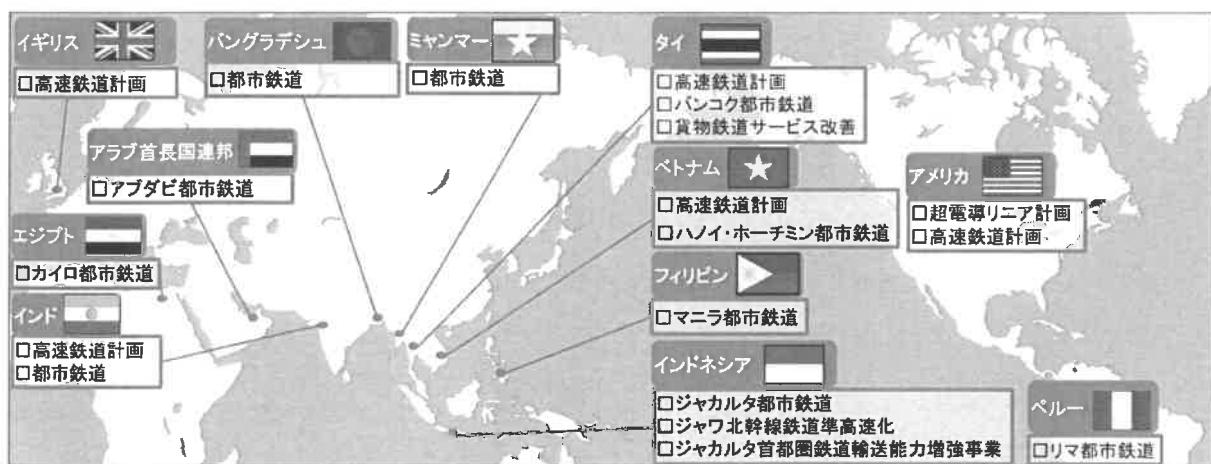 イギリス
□高速鉄道計画
バングラデシュ
□都市鉄道
ミャンマー
□都市鉄道
タイ
□高速鉄道計画
□バンコク都市鉄道
□貨物鉄道サービス改善
アラブ首長国連邦
□アブダビ都市鉄道
ベトナム
□高速鉄道計画
□ハノイ・ホーチミン都市鉄道
アメリカ
□超電導リニア計画
□高速鉄道計画
エジプト
□カイロ都市鉄道
フィリピン
□マニラ都市鉄道
インド
□高速鉄道計画
□都市鉄道
インドネシア
□ジャカルタ都市鉄道
□ジャワ北幹線鉄道準高速化
□ジャカルタ首都圏鉄道輸送能力増強事業
ペルー
□リマ都市鉄道